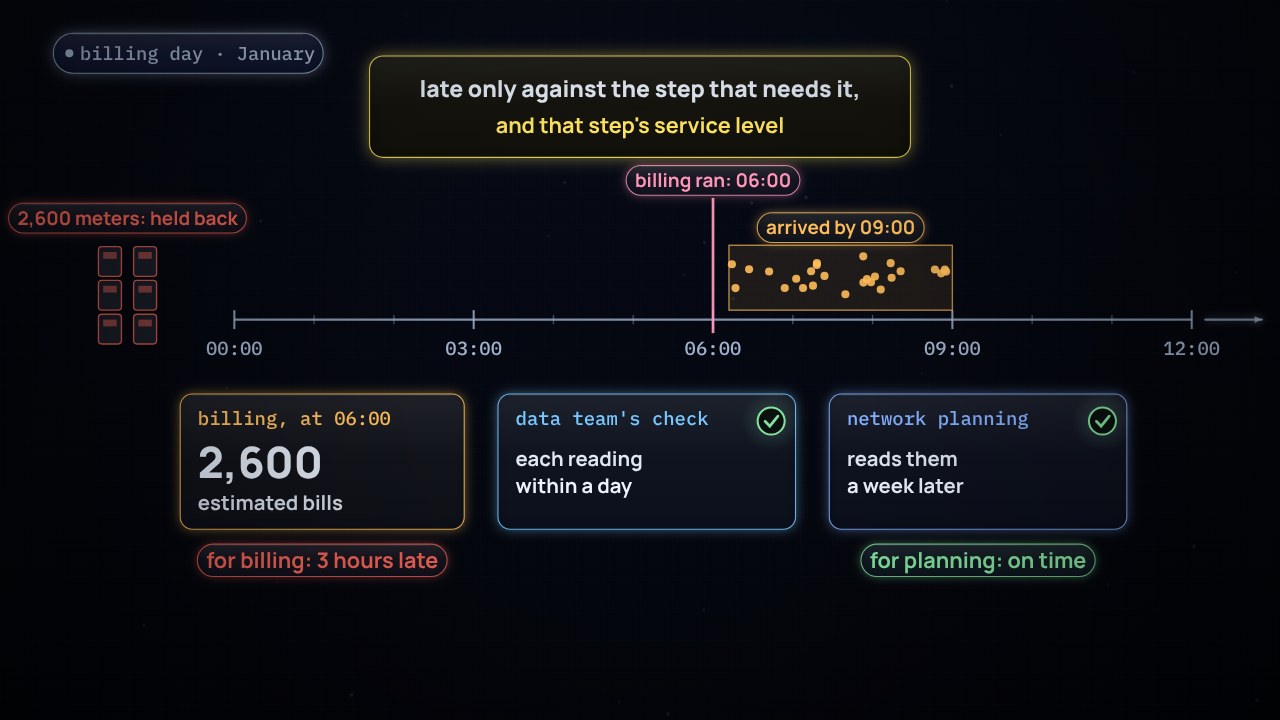 billing day · January
late only against the step that needs it,
and that step's service level
billing ran: 06:00
2,600 meters: held back
arrived by 09:00
00:00
03:00
06:00
09:00
12:00
billing, at 06:00
2,600
estimated bills
data team's check
each reading
within a day
network planning
reads them
a week later
for billing: 3 hours late
for planning: on time